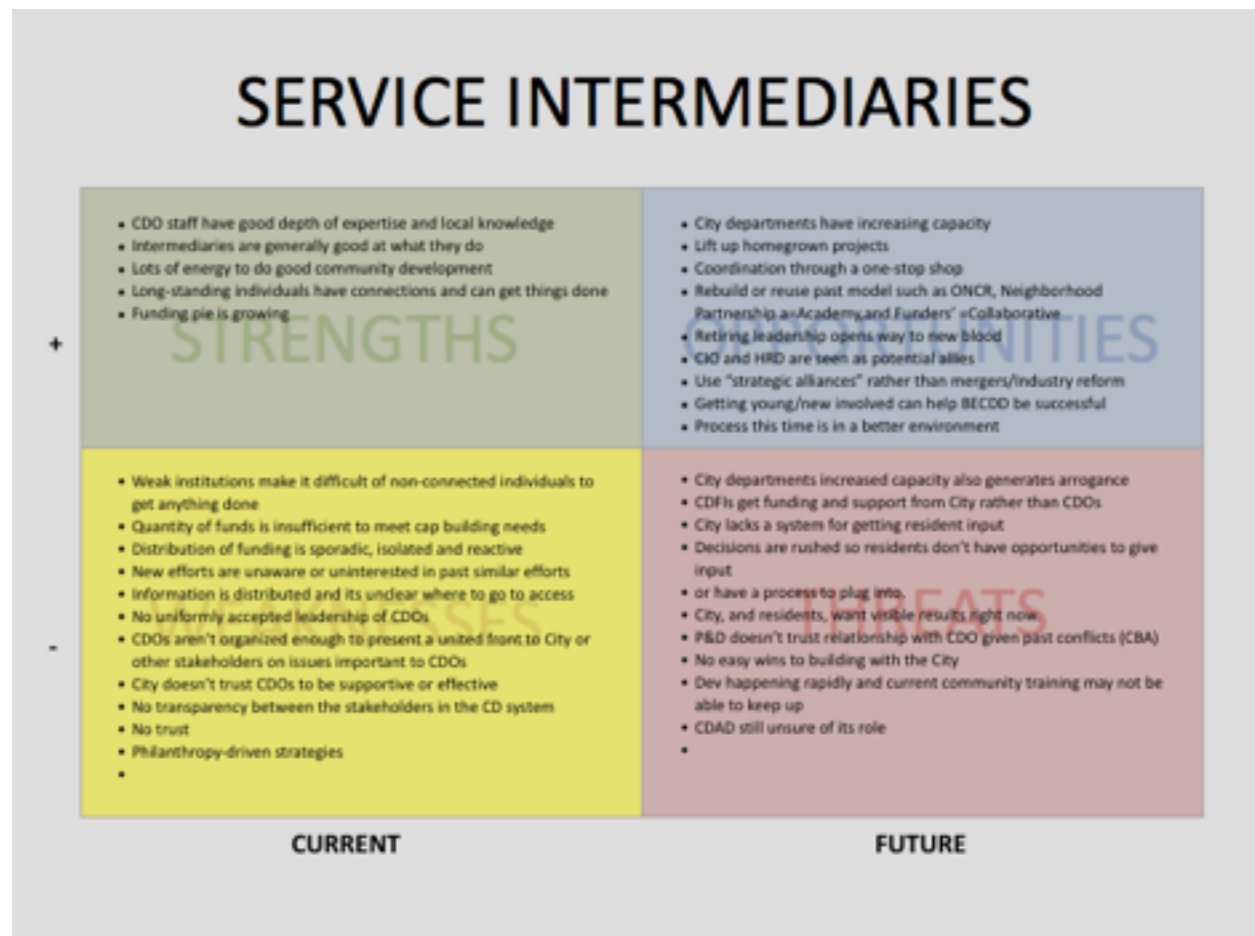 SERVICE INTERMEDIARIES
• CDO staff have good depth of expertise and local knowledge
• Intermediaries are generally good at what they do
• Lots of energy to do good community development
• Long-standing individuals have connections and can get things done
• Funding pie is growing
STRENGTHS
+
• City departments have increasing capacity
• Lift up homegrown projects
• Coordination through a one-stop shop
• Rebuild or reuse past model such as ONCR, Neighborhood
Partnership a=Academy,and Funders' =Collaborative
• Retiring leadership opens way to new blood
• CIO and HRD are seen as potential allies
• Use "strategic alliances" rather than mergers/industry reform
• Getting young/new involved can help BECDD be successful
• Process this time is in a better environment
OPPORTUNITIES
• Weak institutions make it difficult of non-connected individuals to
get anything done
• Quantity of funds is insufficient to meet cap building needs
• Distribution of funding is sporadic, isolated and reactive
• New efforts are unaware or uninterested in past similar efforts
• Information is distributed and its unclear where to go to access
• No uniformly accepted leadership of CDOs
• CDOs aren't organized enough to present a united front to City or
other stakeholders on issues important to CDOs
• City doesn't trust CDOs to be supportive or effective
• No transparency between the stakeholders in the CD system
• No trust
• Philanthropy-driven strategies
•
WEAKNESSES
-
• City departments increased capacity also generates arrogance
• CDFIs get funding and support from City rather than CDOs
• City lacks a system for getting resident input
• Decisions are rushed so residents don't have opportunities to give
input
• or have a process to plug into.
• City, and residents, want visible results right now
• P&D doesn't trust relationship with CDO given past conflicts (CBA)
• No easy wins to building with the City
• Dev happening rapidly and current community training may not be
able to keep up
• CDAD still unsure of its role
•
THREATS
CURRENT
FUTURE